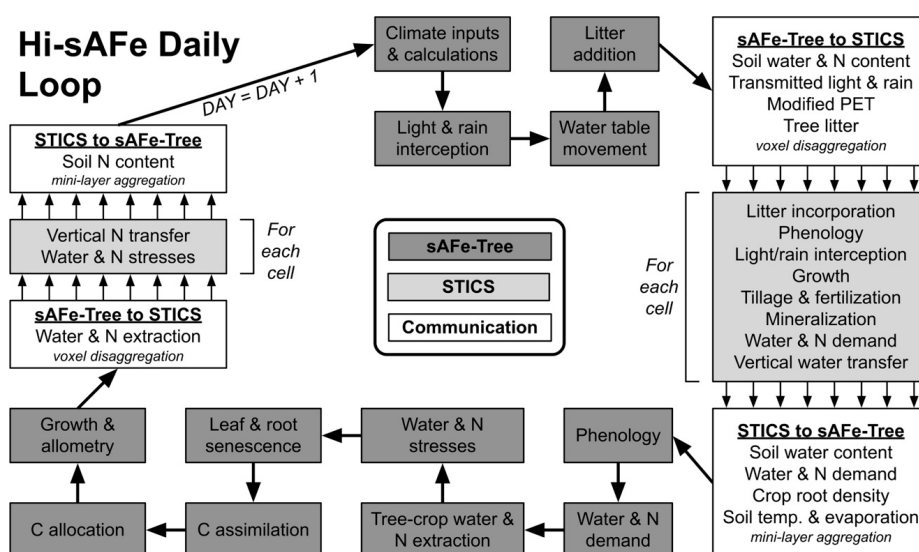 Hi-sAFe Daily
Loop
DAY = DAY + 1
Climate inputs
& calculations
Light & rain
interception
Water table
movement
Litter
addition
sAFe-Tree to STICS
Soil water & N content
Transmitted light & rain
Modified PET
Tree litter
voxel disaggregation
For
each
cell
Litter incorporation
Phenology
Light/rain interception
Growth
Tillage & fertilization
Mineralization
Water & N demand
Vertical water transfer
STICS to sAFe-Tree
Soil water content
Water & N demand
Crop root density
Soil temp. & evaporation
mini-layer aggregation
Phenology
Water & N
demand
Tree-crop water &
N extraction
Water & N
stresses
Leaf & root
senescence
C assimilation
C allocation
Growth &
allometry
sAFe-Tree to STICS
Water & N extraction
voxel disaggregation
Vertical N transfer
Water & N stresses
For
each
cell
STICS to sAFe-Tree
Soil N content
mini-layer aggregation
sAFe-Tree
STICS
Communication